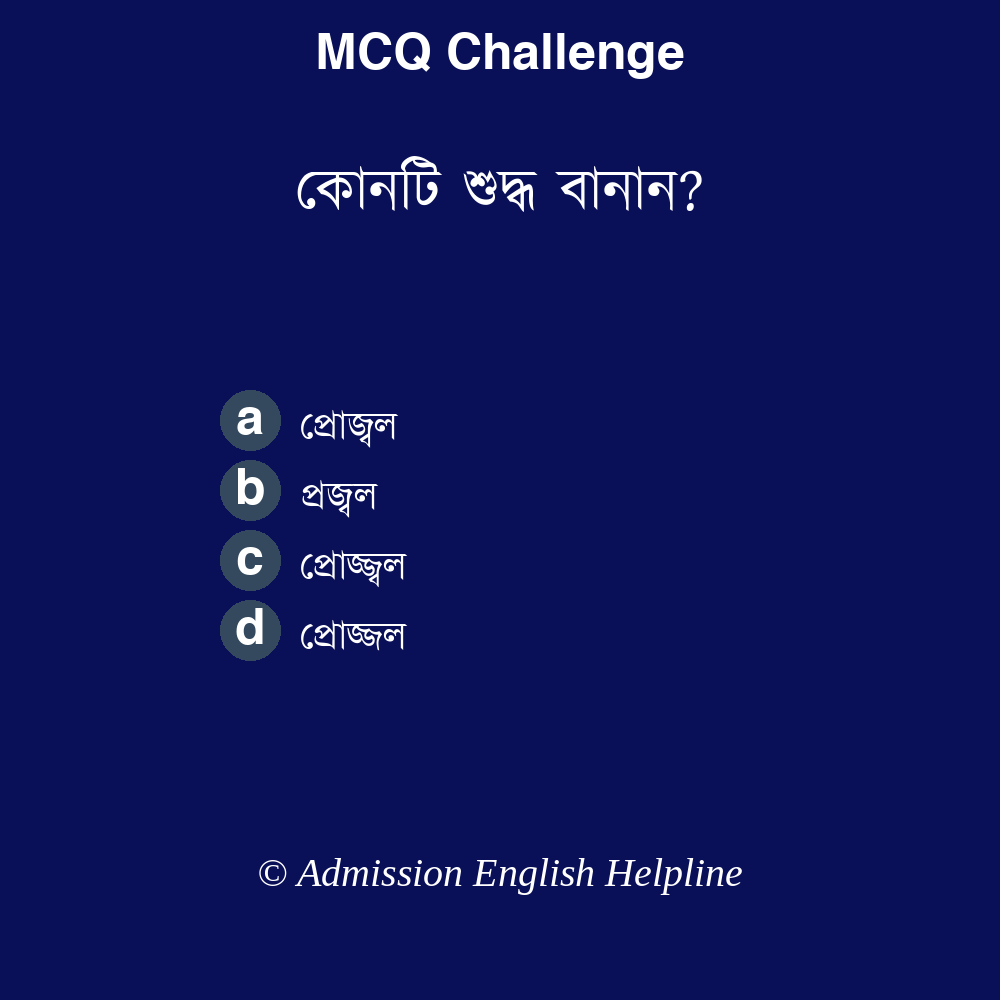 MCQ Challenge
কোনটি শুদ্ধ বানান?
a প্রোজ্বল
b প্রজ্বল
c প্রোজ্জ্বল
d প্রোজ্জল
© Admission English Helpline